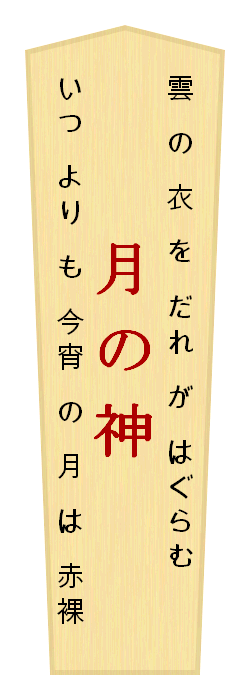 雲 の 衣 を だれ が はぐらむ
月の神
いつ より も 今宵 の 月 は 赤裸